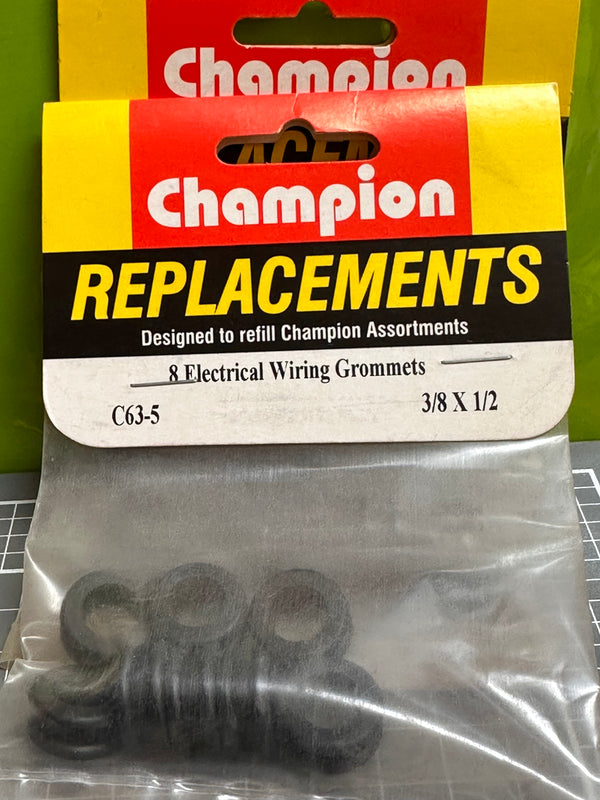 Champion
Champion
REPLACEMENTS
Designed to refill Champion Assortments
8 Electrical Wiring Grommets
C63-5 3/8 X 1/2